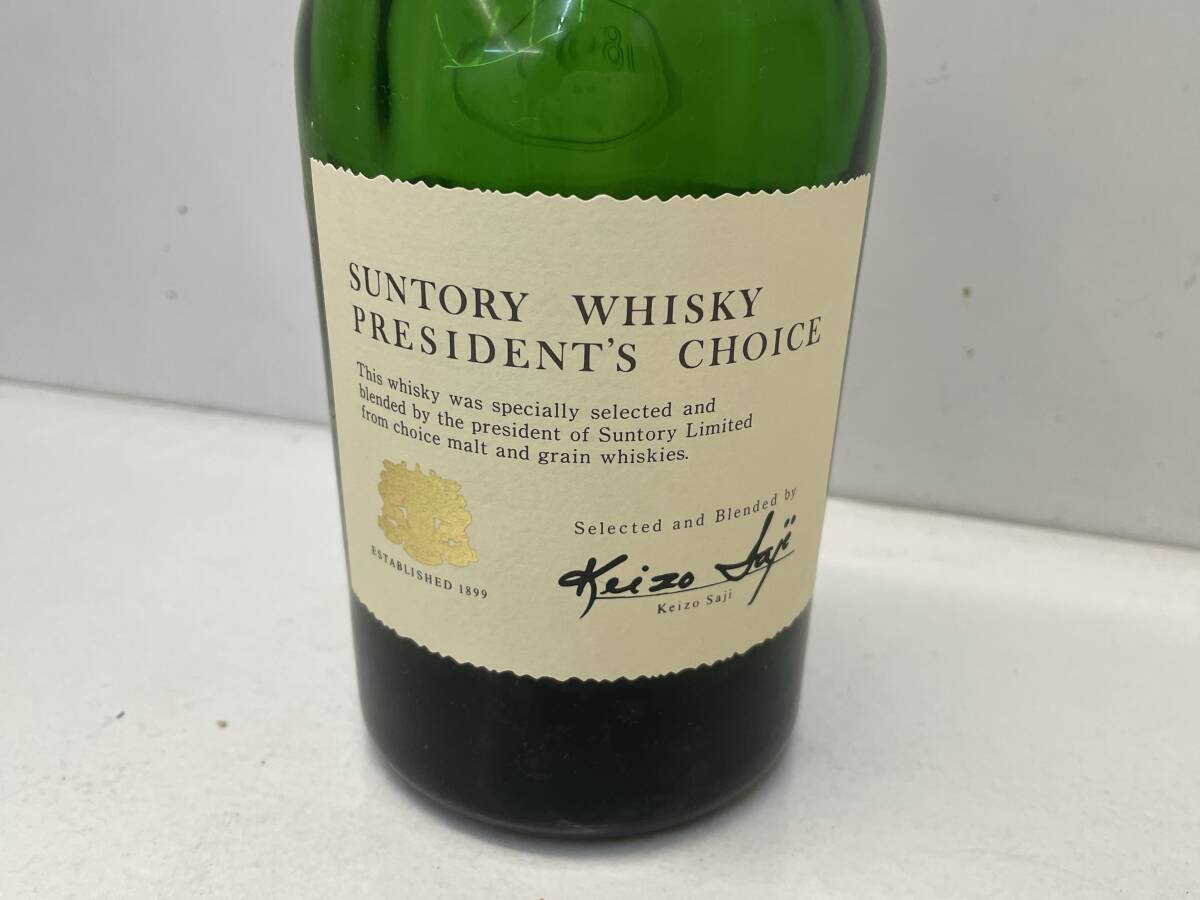 SUNTORY WHISKY
PRESIDENT'S CHOICE
This whisky was specially selected and
blended by the president of Suntory Limited
from choice malt and grain whiskies.
ESTABLISHED 1899
Selected and Blended by
Keizo Saji
Keizo Saji